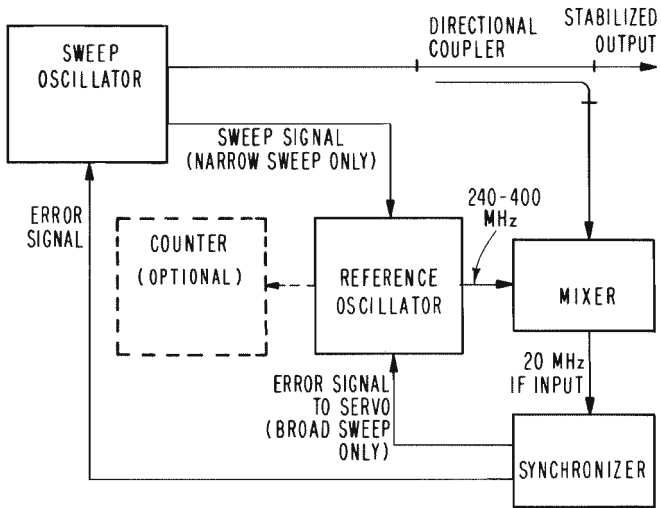 SWEEP
OSCILLATOR
DIRECTIONAL
COUPLER
STABILIZED
OUTPUT
SWEEP SIGNAL
(NARROW SWEEP ONLY)
ERROR
SIGNAL
COUNTER
(OPTIONAL)
REFERENCE
OSCILLATOR
240-400
MHz
MIXER
20 MHz
IF INPUT
ERROR SIGNAL
TO SERVO
(BROAD SWEEP
ONLY)
SYNCHRONIZER